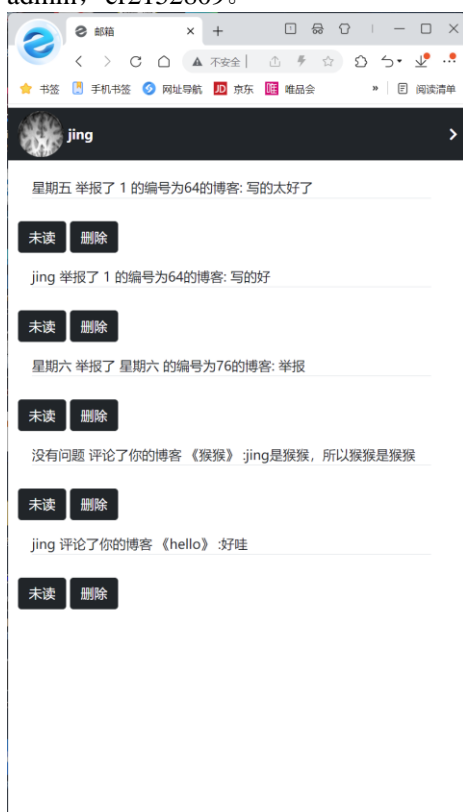 邮箱
不安全
书签 手机书签 网址导航 JD 京东 唯 唯品会 » 阅读清单
jing
星期五 举报了 1 的编号为64的博客: 写的太好了
未读 删除
jing 举报了 1 的编号为64的博客: 写的好
未读 删除
星期六 举报了 星期六 的编号为76的博客: 举报
未读 删除
没有问题 评论了你的博客 《猴猴》 :jing是猴猴，所以猴猴是猴猴
未读 删除
jing 评论了你的博客 《hello》 :好哇
未读 删除